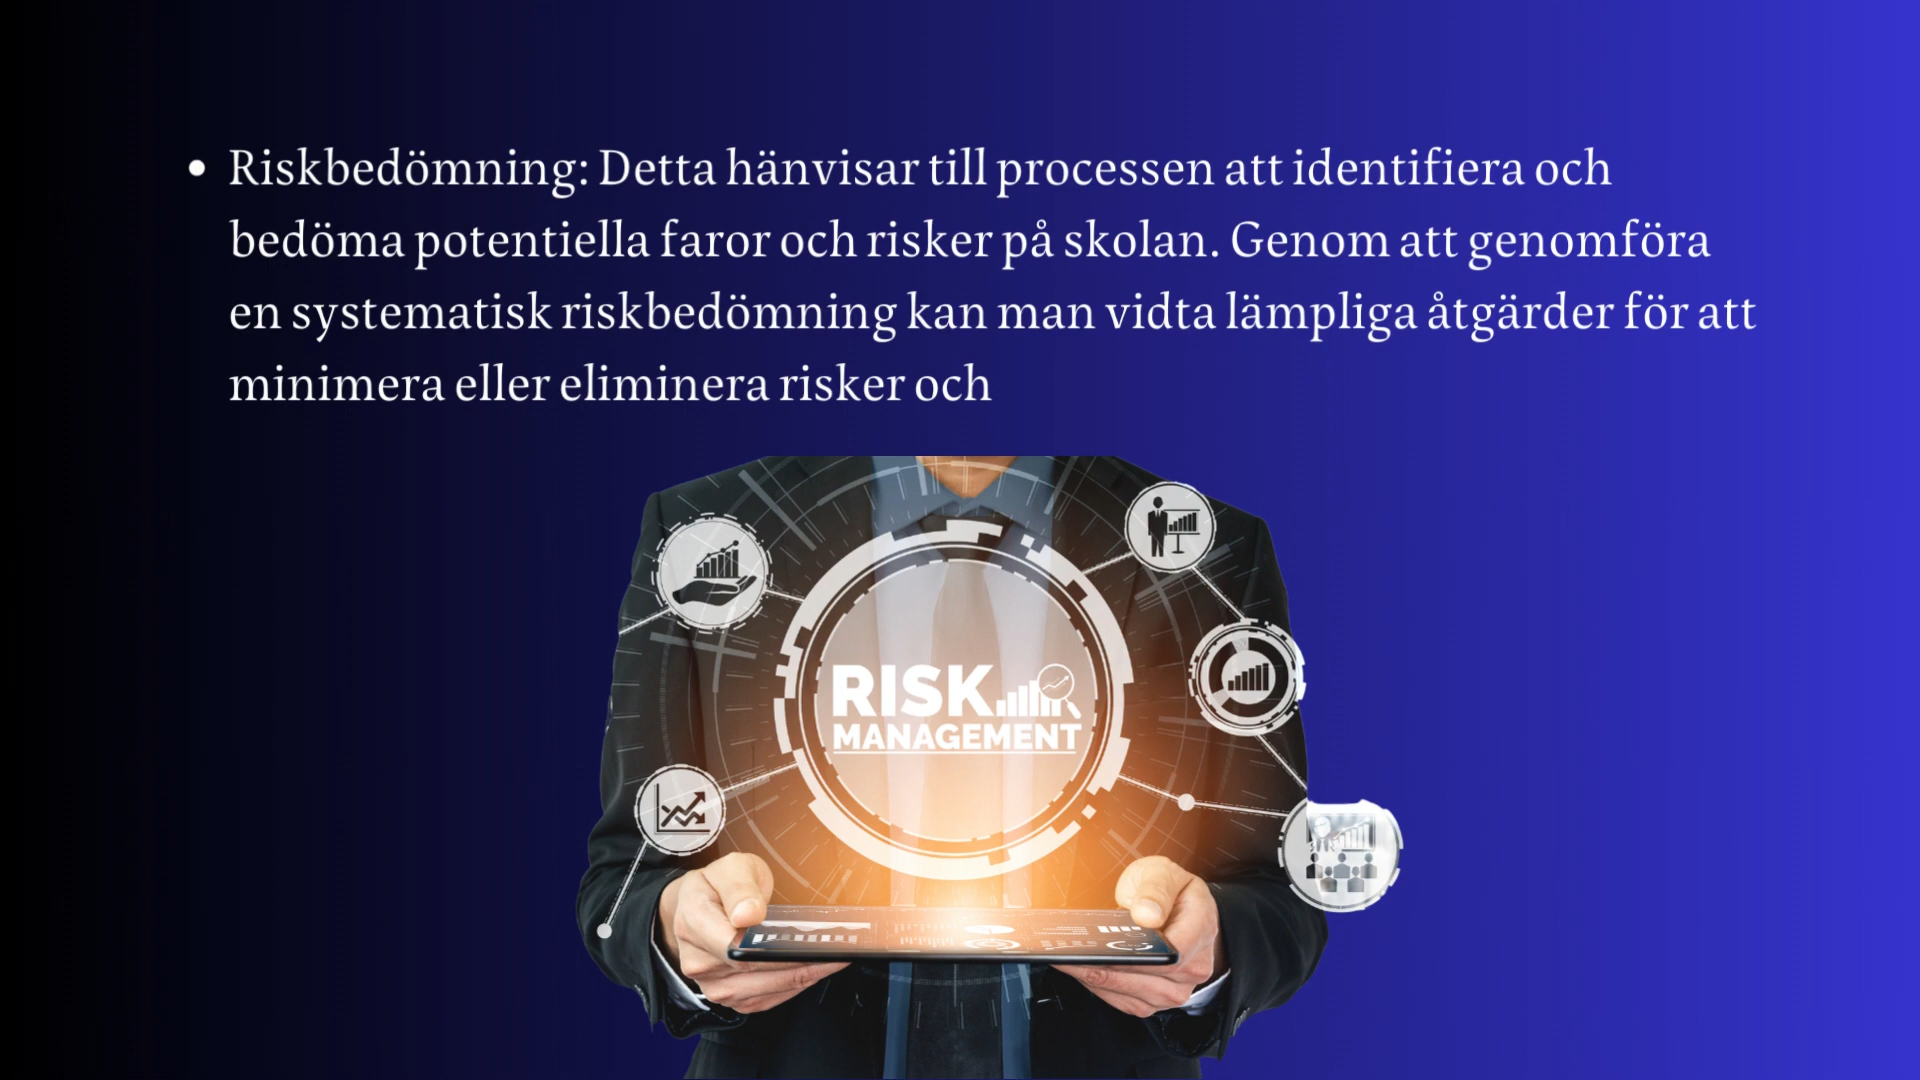 • Riskbedömning: Detta hänvisar till processen att identifiera och
bedöma potentiella faror och risker på skolan. Genom att genomföra
en systematisk riskbedömning kan man vidta lämpliga åtgärder för att
minimera eller eliminera risker och
RISK
MANAGEMENT